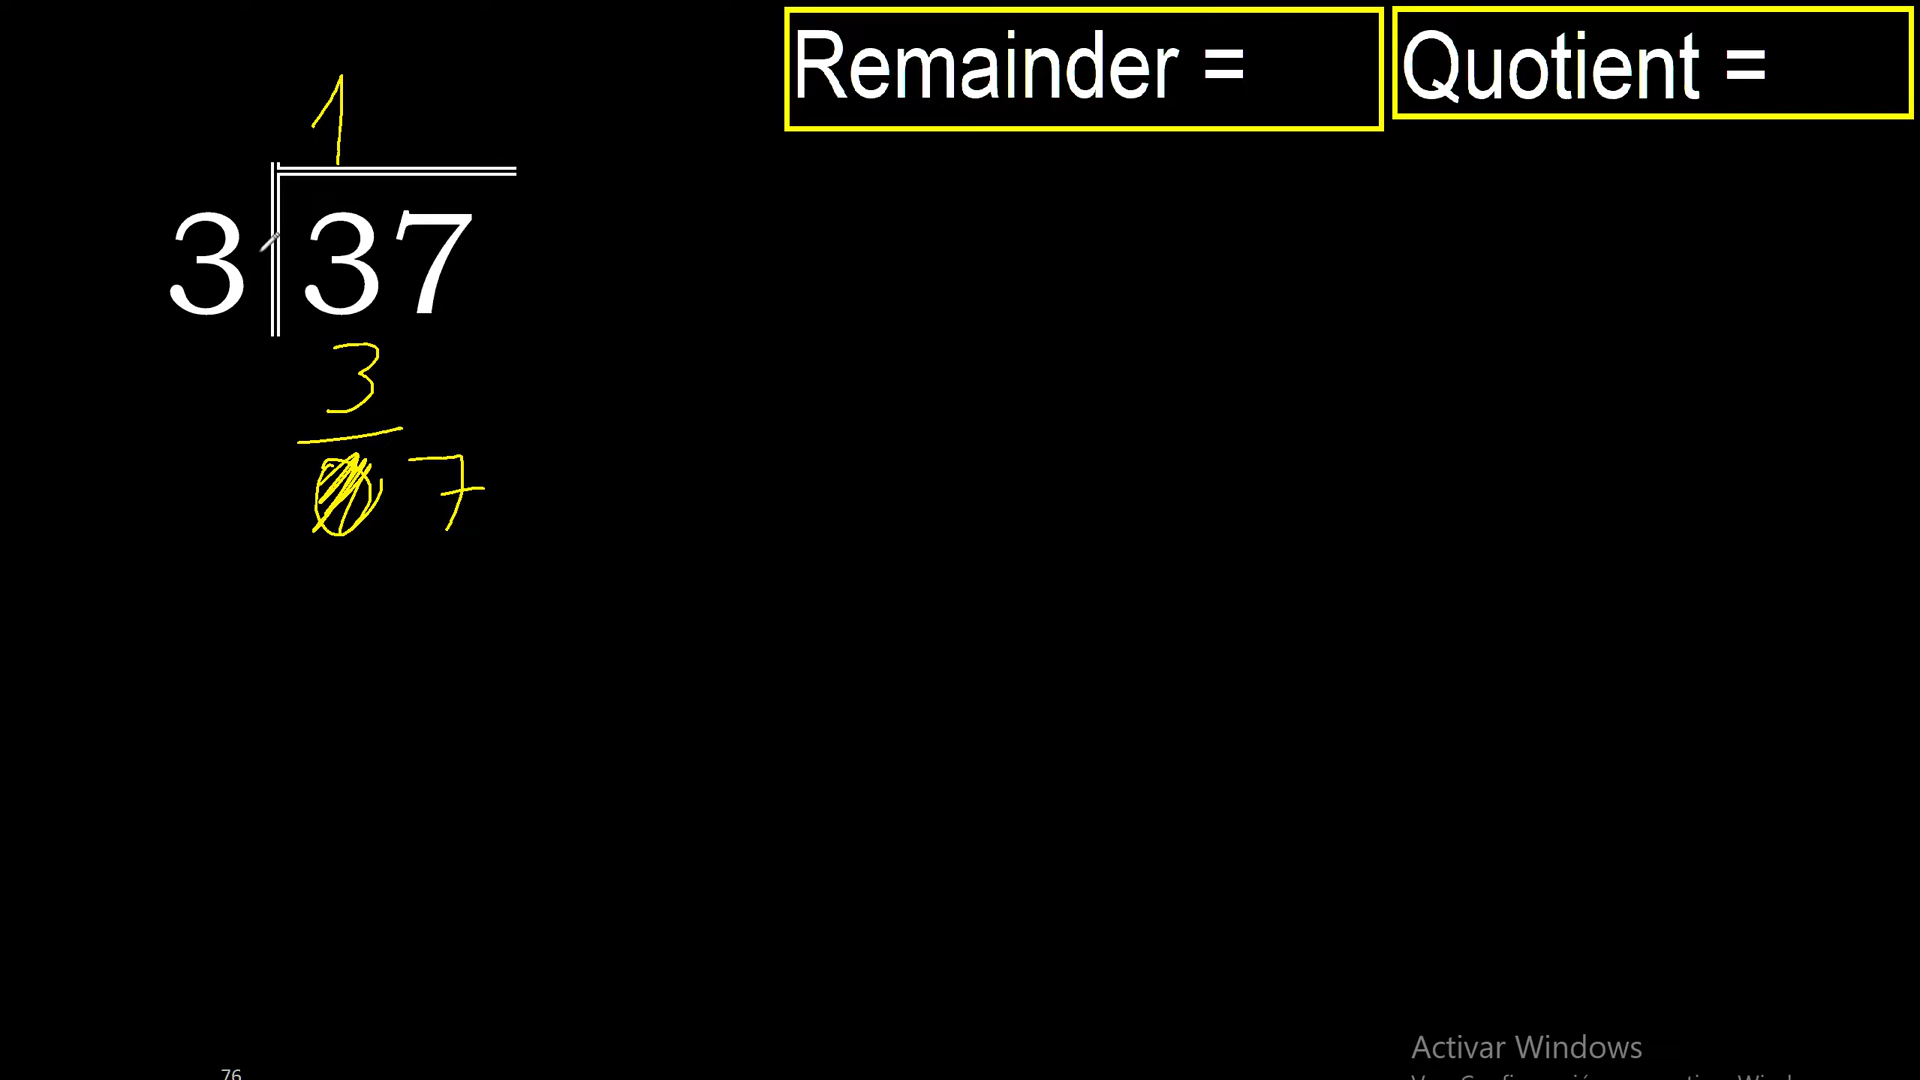 Remainder =
Quotient =
1
3 37
3
0 7
Activar Windows
76